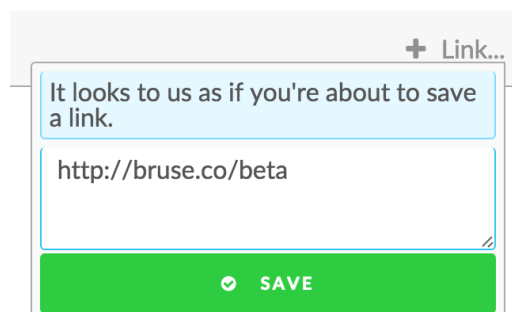 Link...
It looks to us as if you're about to save
a link.
http://bruse.co/beta
SAVE